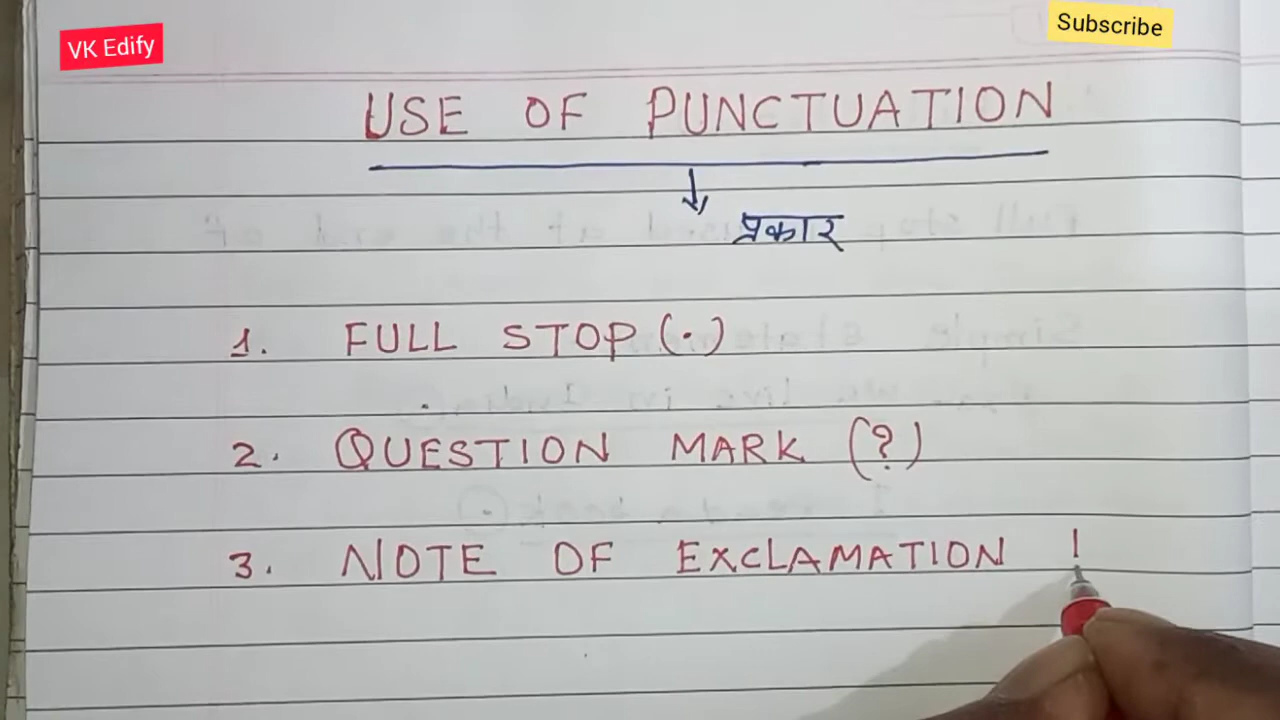 VK Edify
Subscribe
USE OF PUNCTUATION
प्रकार
1. FULL STOP (.)
2. QUESTION MARK (?)
3. NOTE OF EXCLAMATION !